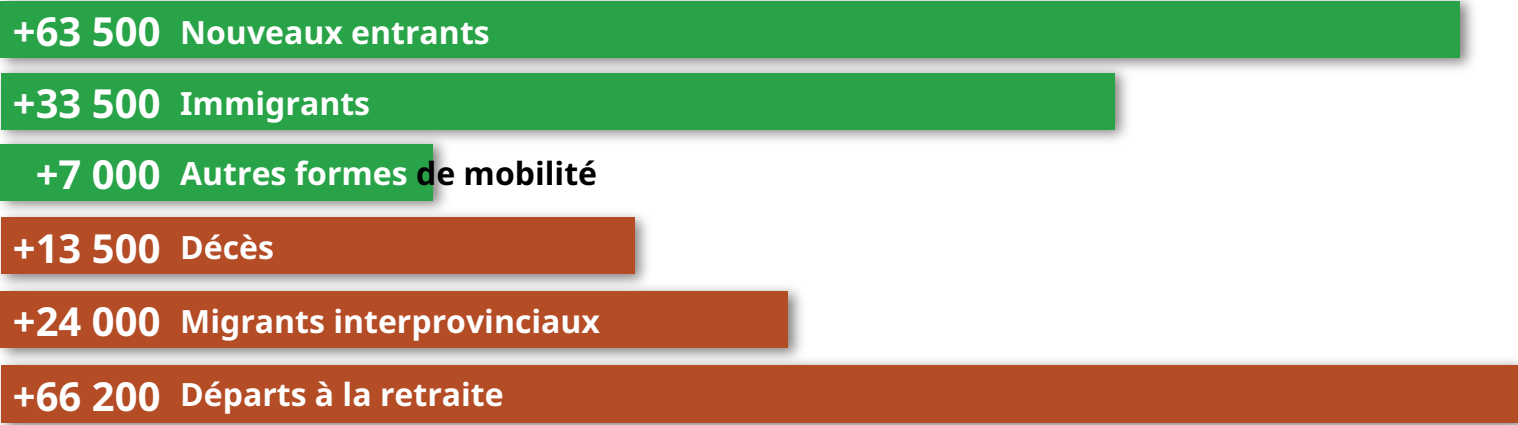 +63 500 Nouveaux entrants
+33 500 Immigrants
+7 000 Autres formes de mobilité
+13 500 Décès
+24 000 Migrants interprovinciaux
+66 200 Départs à la retraite